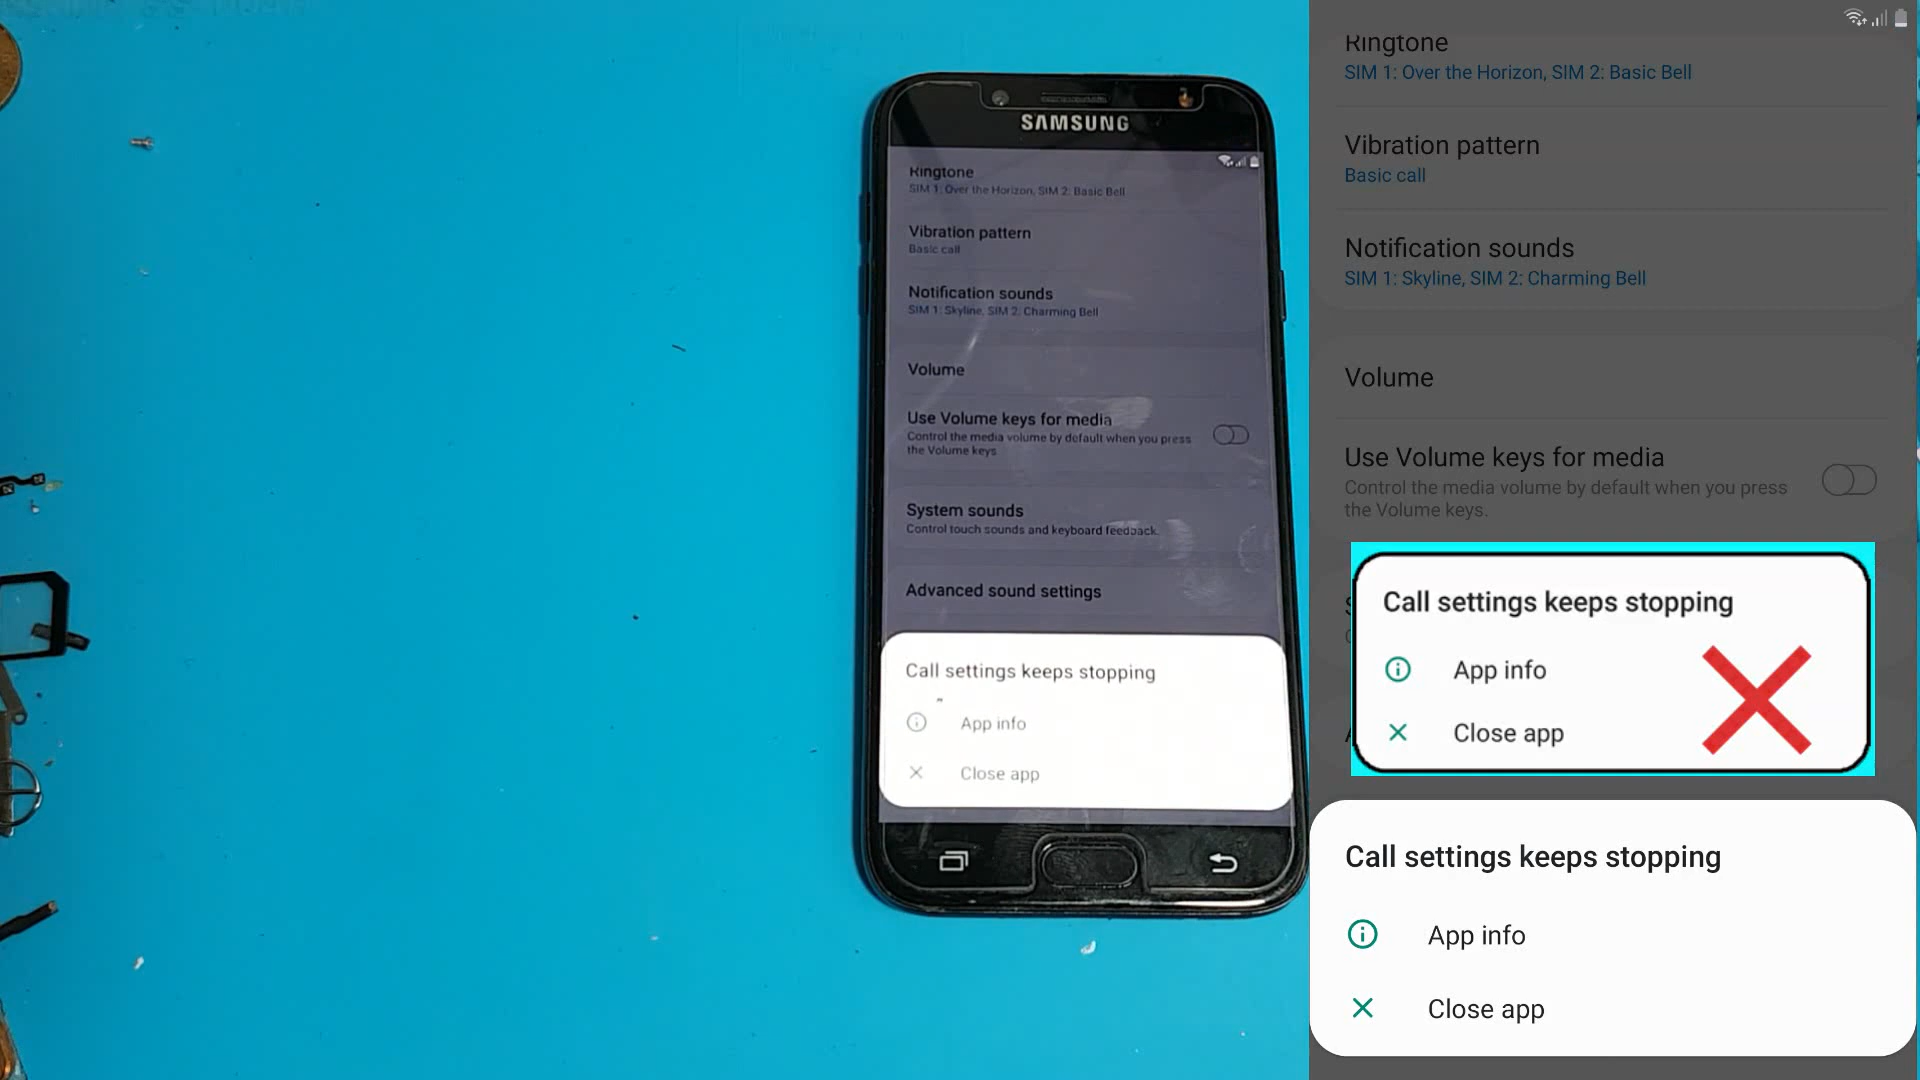 SAMSUNG
Ringtone
SIM 1: Over the Horizon, SIM 2: Basic Bell
Vibration pattern
Basic call
Notification sounds
SIM 1: Skyline, SIM 2: Charming Bell
Volume
Use Volume keys for media
Control the media volume by default when you press
the Volume keys
System sounds
Control touch sounds and keyboard feedback.
Advanced sound settings
Call settings keeps stopping
App info
Close app
Ringtone
SIM 1: Over the Horizon, SIM 2: Basic Bell
Vibration pattern
Basic call
Notification sounds
SIM 1: Skyline, SIM 2: Charming Bell
Volume
Use Volume keys for media
Control the media volume by default when you press
the Volume keys.
Call settings keeps stopping
App info
Close app
Call settings keeps stopping
App info
Close app